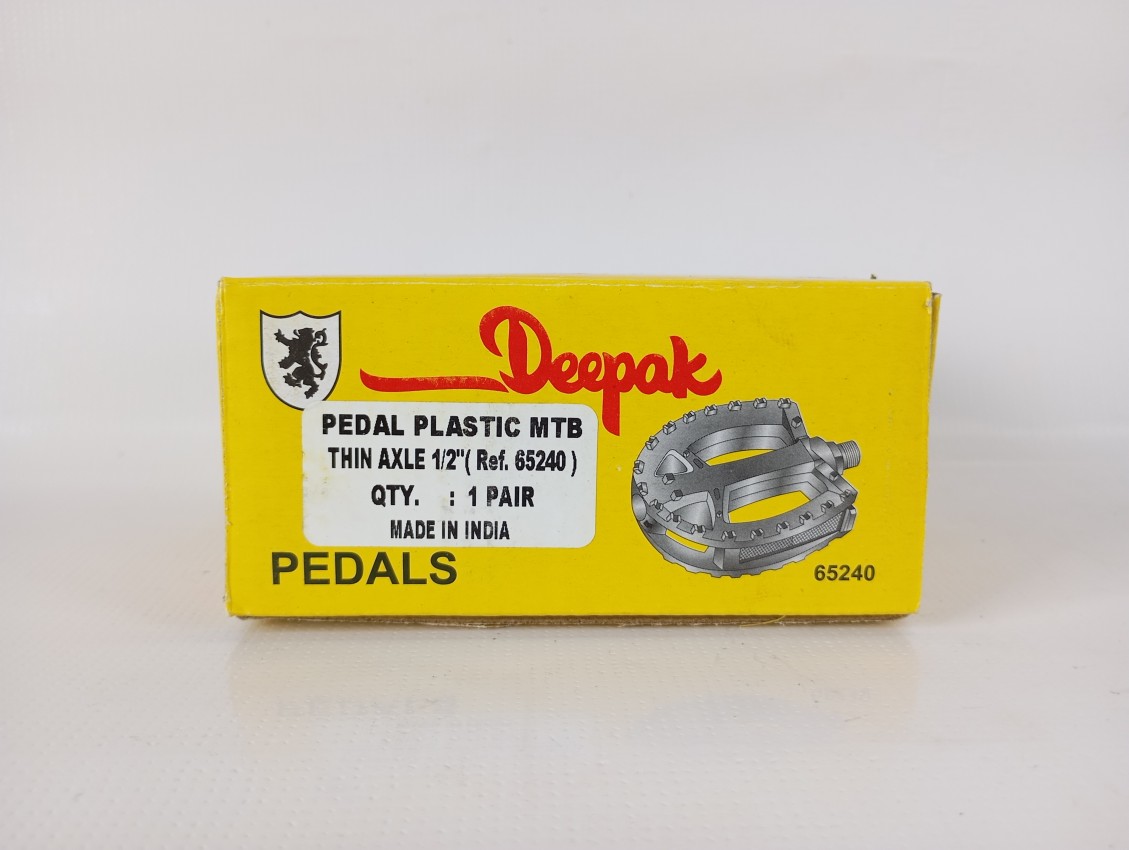 Deepak
PEDAL PLASTIC MTB
THIN AXLE 1/2"( Ref. 65240 )
QTY. : 1 PAIR
MADE IN INDIA
PEDALS
65240